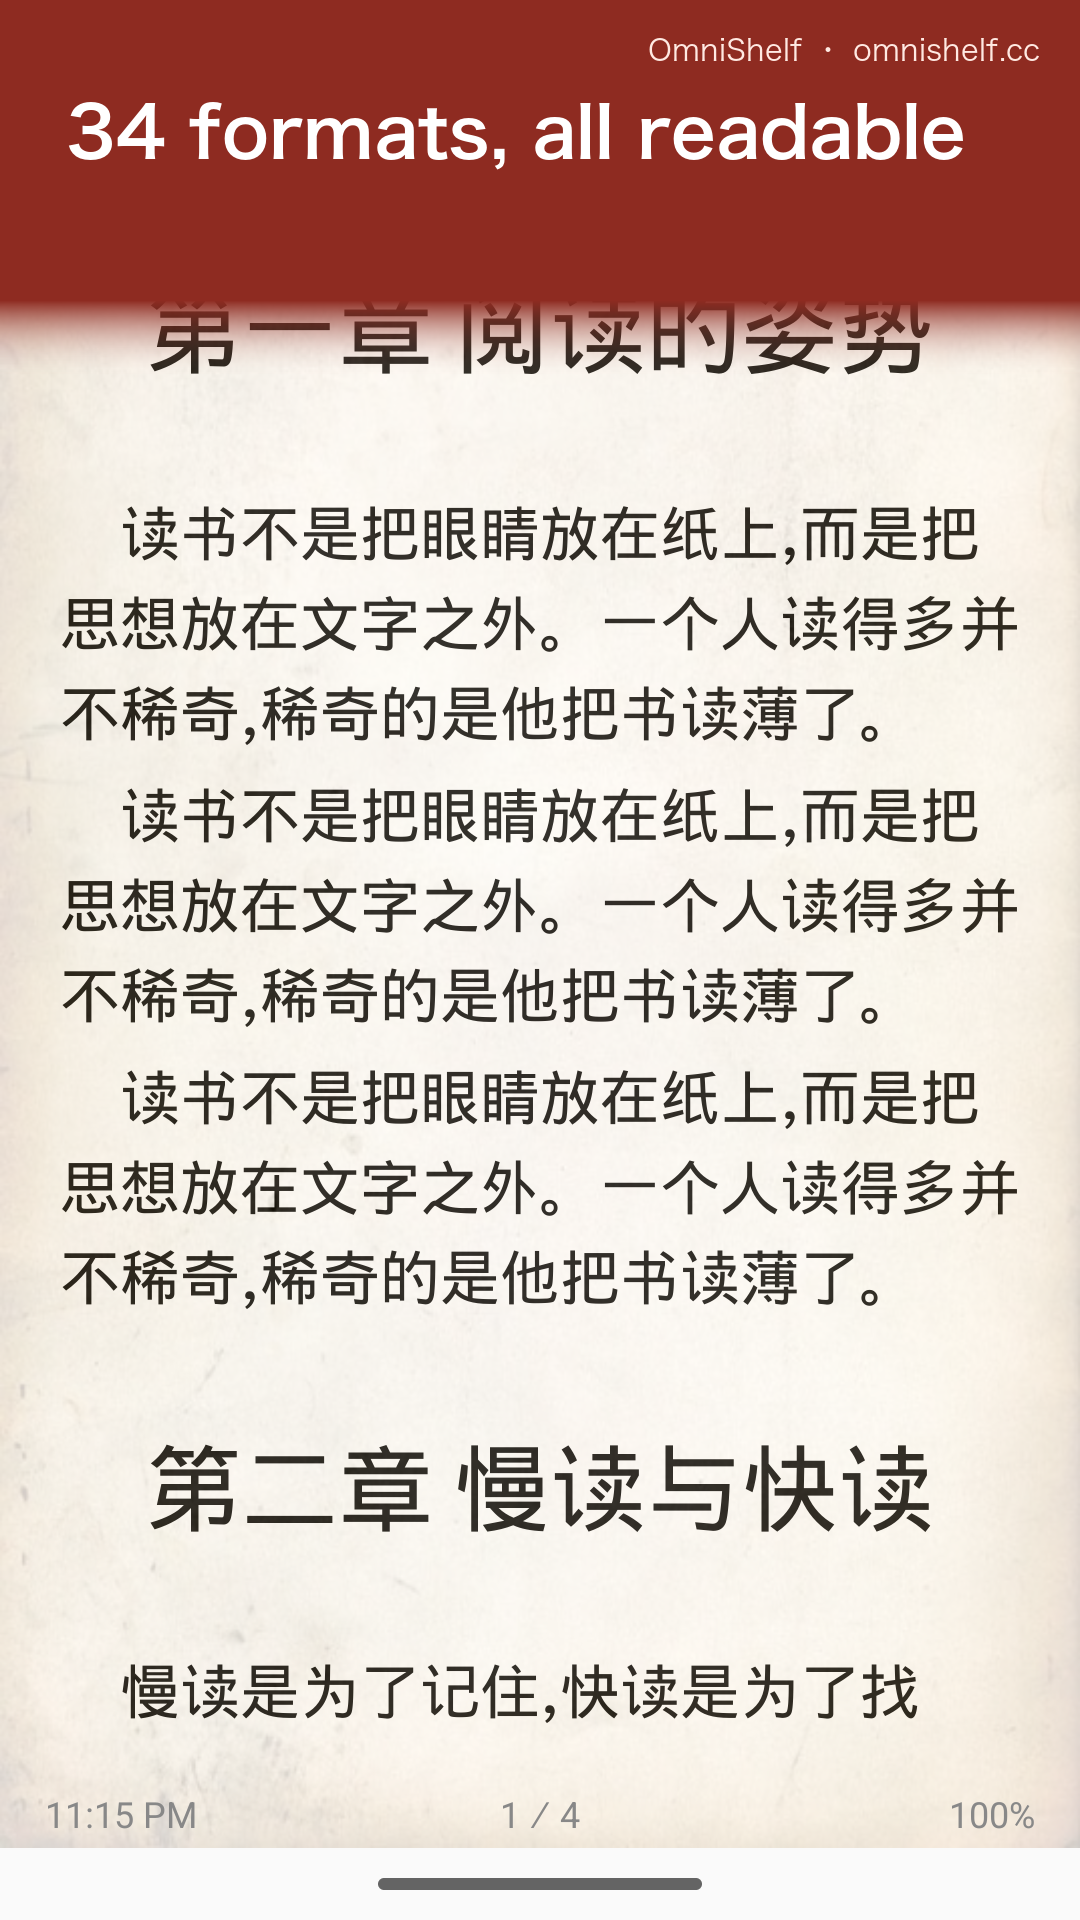 OmniShelf · omnishelf.cc
34 formats, all readable
第一章 阅读的姿势
读书不是把眼睛放在纸上,而是把
思想放在文字之外。一个人读得多并
不稀奇,稀奇的是他把书读薄了。
读书不是把眼睛放在纸上,而是把
思想放在文字之外。一个人读得多并
不稀奇,稀奇的是他把书读薄了。
读书不是把眼睛放在纸上,而是把
思想放在文字之外。一个人读得多并
不稀奇,稀奇的是他把书读薄了。
第二章 慢读与快读
慢读是为了记住,快读是为了找
11:15 PM 1 / 4 100%